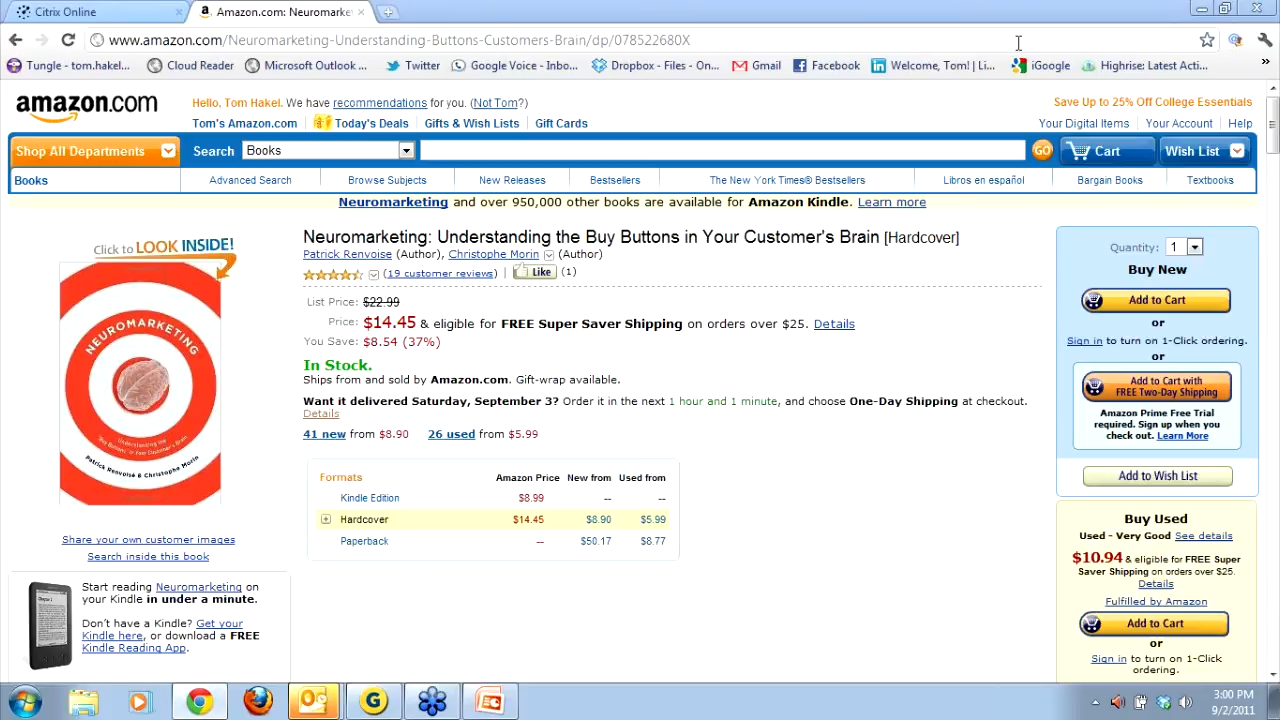 Citrix Online
Amazon.com: Neuromarke
www.amazon.com/Neuromarketing-Understanding-Buttons-Customers-Brain/dp/078522680X
Tungle - tom.hakel... Cloud Reader Microsoft Outlook ... Twitter Google Voice - Inbo... Dropbox - Files - On... Gmail Facebook Welcome, Tom! | Li... iGoogle Highrise: Latest Acti... »
amazon.com
Hello, Tom Hakel. We have recommendations for you. (Not Tom?)
Save Up to 25% Off College Essentials
Tom's Amazon.com Today's Deals Gifts & Wish Lists Gift Cards
Your Digital Items Your Account Help
Shop All Departments Search Books GO Cart Wish List
Books Advanced Search Browse Subjects New Releases Bestsellers The New York Times® Bestsellers Libros en español Bargain Books Textbooks
Neuromarketing and over 950,000 other books are available for Amazon Kindle. Learn more
Click to LOOK INSIDE!
NEUROMARKETING
Understanding the
"Buy Buttons" in Your Customer's Brain
Patrick Renvoisé & Christophe Morin
Share your own customer images
Search inside this book
Start reading Neuromarketing on
your Kindle in under a minute.
Don't have a Kindle? Get your
Kindle here, or download a FREE
Kindle Reading App.
Neuromarketing: Understanding the Buy Buttons in Your Customer's Brain [Hardcover]
Patrick Renvoise (Author), Christophe Morin (Author)
(19 customer reviews) | Like (1)
List Price: $22.99
Price: $14.45 & eligible for FREE Super Saver Shipping on orders over $25. Details
You Save: $8.54 (37%)
In Stock.
Ships from and sold by Amazon.com. Gift-wrap available.
Want it delivered Saturday, September 3? Order it in the next 1 hour and 1 minute, and choose One-Day Shipping at checkout.
Details
41 new from $8.90 26 used from $5.99
Formats Amazon Price New from Used from
Kindle Edition $8.99 -- --
Hardcover $14.45 $8.90 $5.99
Paperback -- $50.17 $8.77
Quantity: 1
Buy New
Add to Cart
or
Sign in to turn on 1-Click ordering.
or
Add to Cart with
FREE Two-Day Shipping
Amazon Prime Free Trial
required. Sign up when you
check out. Learn More
Add to Wish List
Buy Used
Used - Very Good See details
$10.94 & eligible for FREE Super
Saver Shipping on orders over $25.
Details
Fulfilled by Amazon
Add to Cart
or
Sign in to turn on 1-Click
ordering.
3:00 PM
9/2/2011